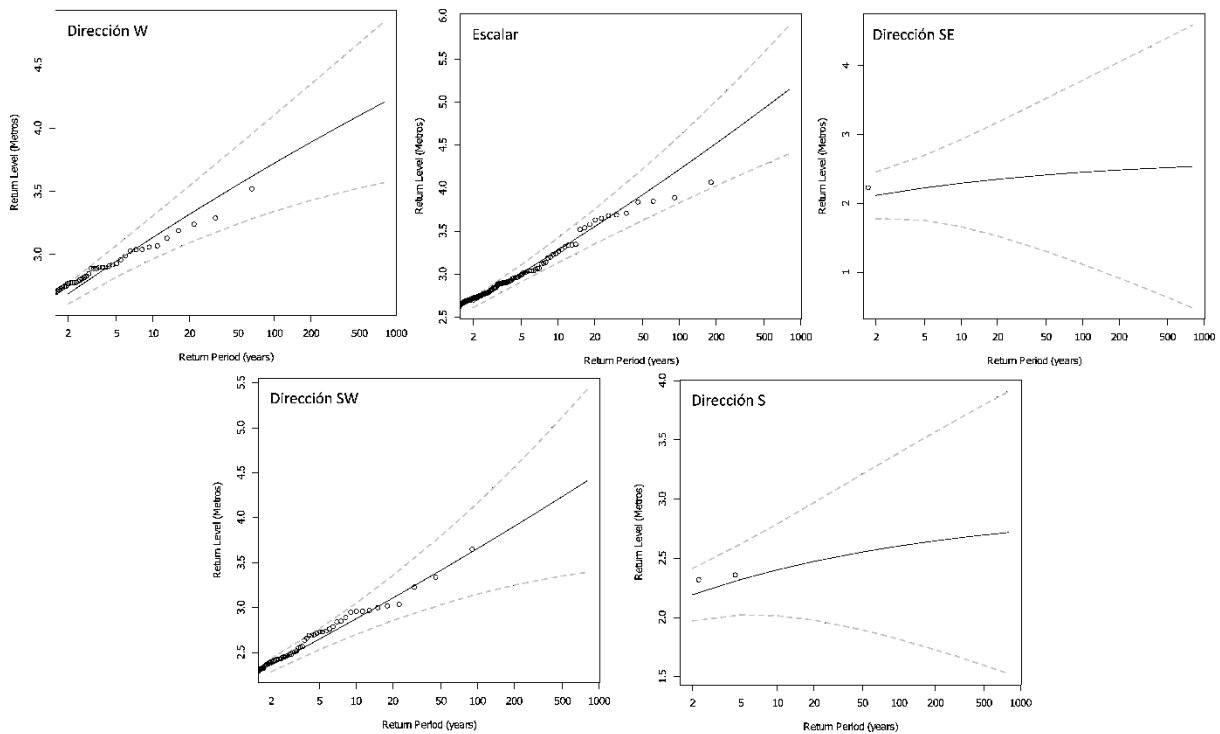 Dirección W
Return Level (Metros)
4.5
4.0
3.5
3.0
2 5 10 20 50 100 200 500 1000
Return Period (years)
Escalar
Return Level (Metros)
6.0
5.5
5.0
4.5
4.0
3.5
3.0
2.5
2 5 10 20 50 100 200 500 1000
Return Period (years)
Dirección SE
Return Level (Metros)
4
3
2
1
2 5 10 20 50 100 200 500 1000
Return Period (years)
Dirección SW
Return Level (Metros)
5.5
5.0
4.5
4.0
3.5
3.0
2.5
2 5 10 20 50 100 200 500 1000
Return Period (years)
Dirección S
Return Level (Metros)
4.0
3.5
3.0
2.5
2.0
1.5
2 5 10 20 50 100 200 500 1000
Return Period (years)